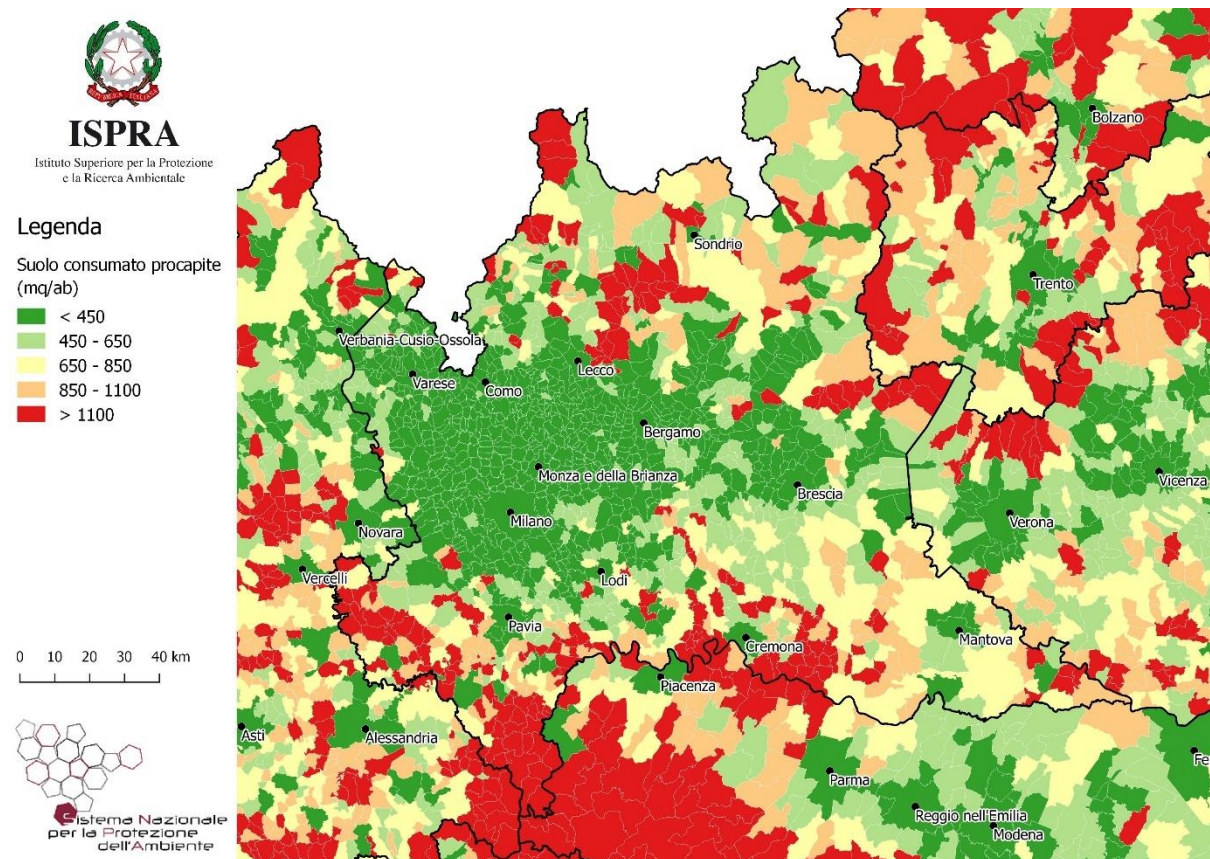 REPVBBLICA ITALIANA
ISPRA
Istituto Superiore per la Protezione
e la Ricerca Ambientale
Legenda
Suolo consumato procapite
(mq/ab)
< 450
450 - 650
650 - 850
850 - 1100
> 1100
0 10 20 30 40 km
Sistema Nazionale
per la Protezione
dell'Ambiente
Bolzano
Sondrio
Trento
Verbania-Cusio-Ossola
Lecco
Varese
Como
Bergamo
Monza e della Brianza
Vicenza
Brescia
Milano
Verona
Novara
Vercelli
Lodi
Pavia
Mantova
Cremona
Piacenza
Asti
Alessandria
Fe
Parma
Reggio nell'Emilia
Modena